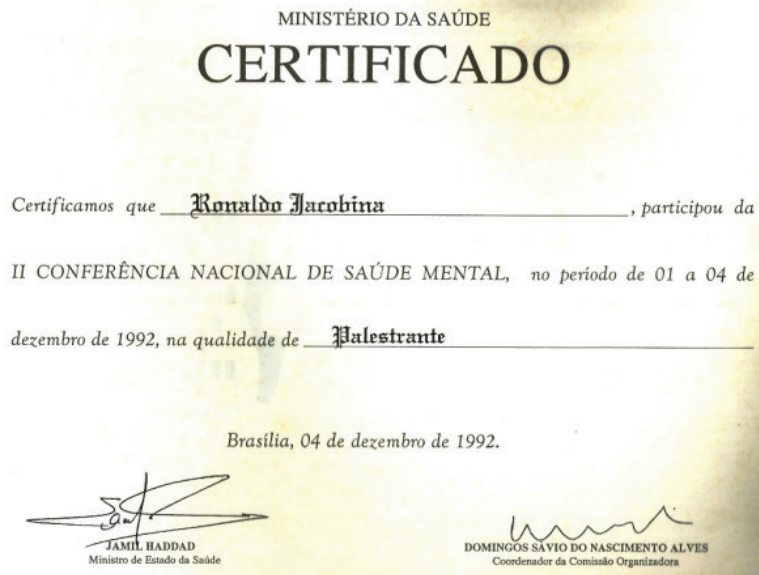 MINISTÉRIO DA SAÚDE
CERTIFICADO
Certificamos que Ronaldo Jacobina, participou da
II CONFERÊNCIA NACIONAL DE SAÚDE MENTAL, no período de 01 a 04 de
dezembro de 1992, na qualidade de Palestrante
Brasília, 04 de dezembro de 1992.
JAMIL HADDAD
Ministro de Estado da Saúde
DOMINGOS SÁVIO DO NASCIMENTO ALVES
Coordenador da Comissão Organizadora